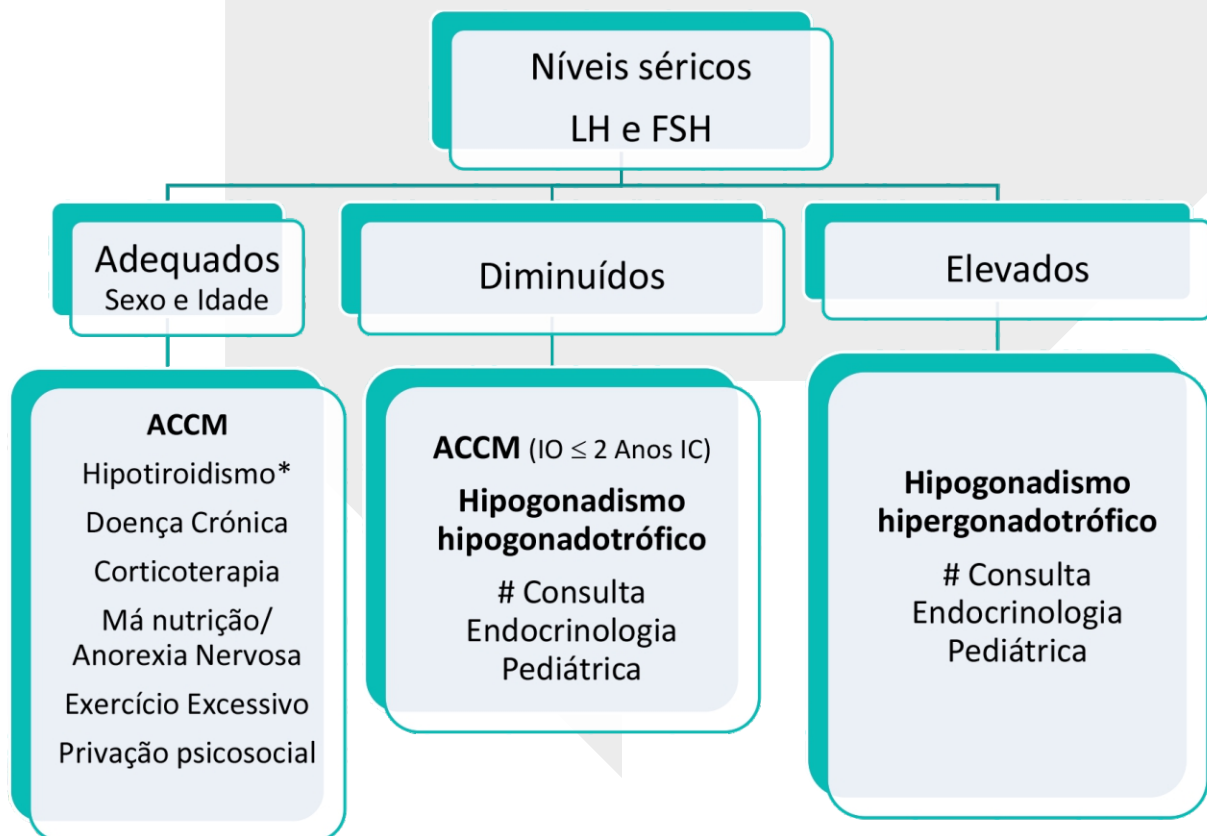 Níveis séricos
LH e FSH
Adequados
Sexo e Idade
Diminuídos
Elevados
ACCM
Hipotiroidismo*
Doença Crónica
Corticoterapia
Má nutrição/
Anorexia Nervosa
Exercício Excessivo
Privação psicosocial
ACCM (IO ≤ 2 Anos IC)
Hipogonadismo
hipogonadotrófico
# Consulta
Endocrinologia
Pediátrica
Hipogonadismo
hipergonadotrófico
# Consulta
Endocrinologia
Pediátrica